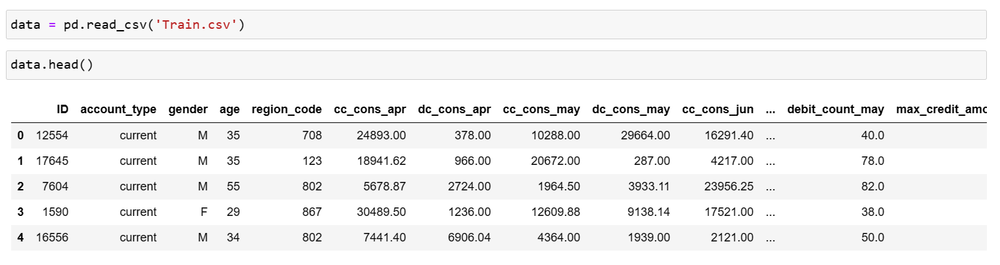 data = pd.read_csv('Train.csv')
data.head()
ID account_type gender age region_code cc_cons_apr dc_cons_apr cc_cons_may dc_cons_may cc_cons_jun ... debit_count_may max_credit_amo
0 12554 current M 35 708 24893.00 378.00 10288.00 29664.00 16291.40 ... 40.0
1 17645 current M 35 123 18941.62 966.00 20672.00 287.00 4217.00 ... 78.0
2 7604 current M 55 802 5678.87 2724.00 1964.50 3933.11 23956.25 ... 82.0
3 1590 current F 29 867 30489.50 1236.00 12609.88 9138.14 17521.00 ... 38.0
4 16556 current M 34 802 7441.40 6906.04 4364.00 1939.00 2121.00 ... 50.0